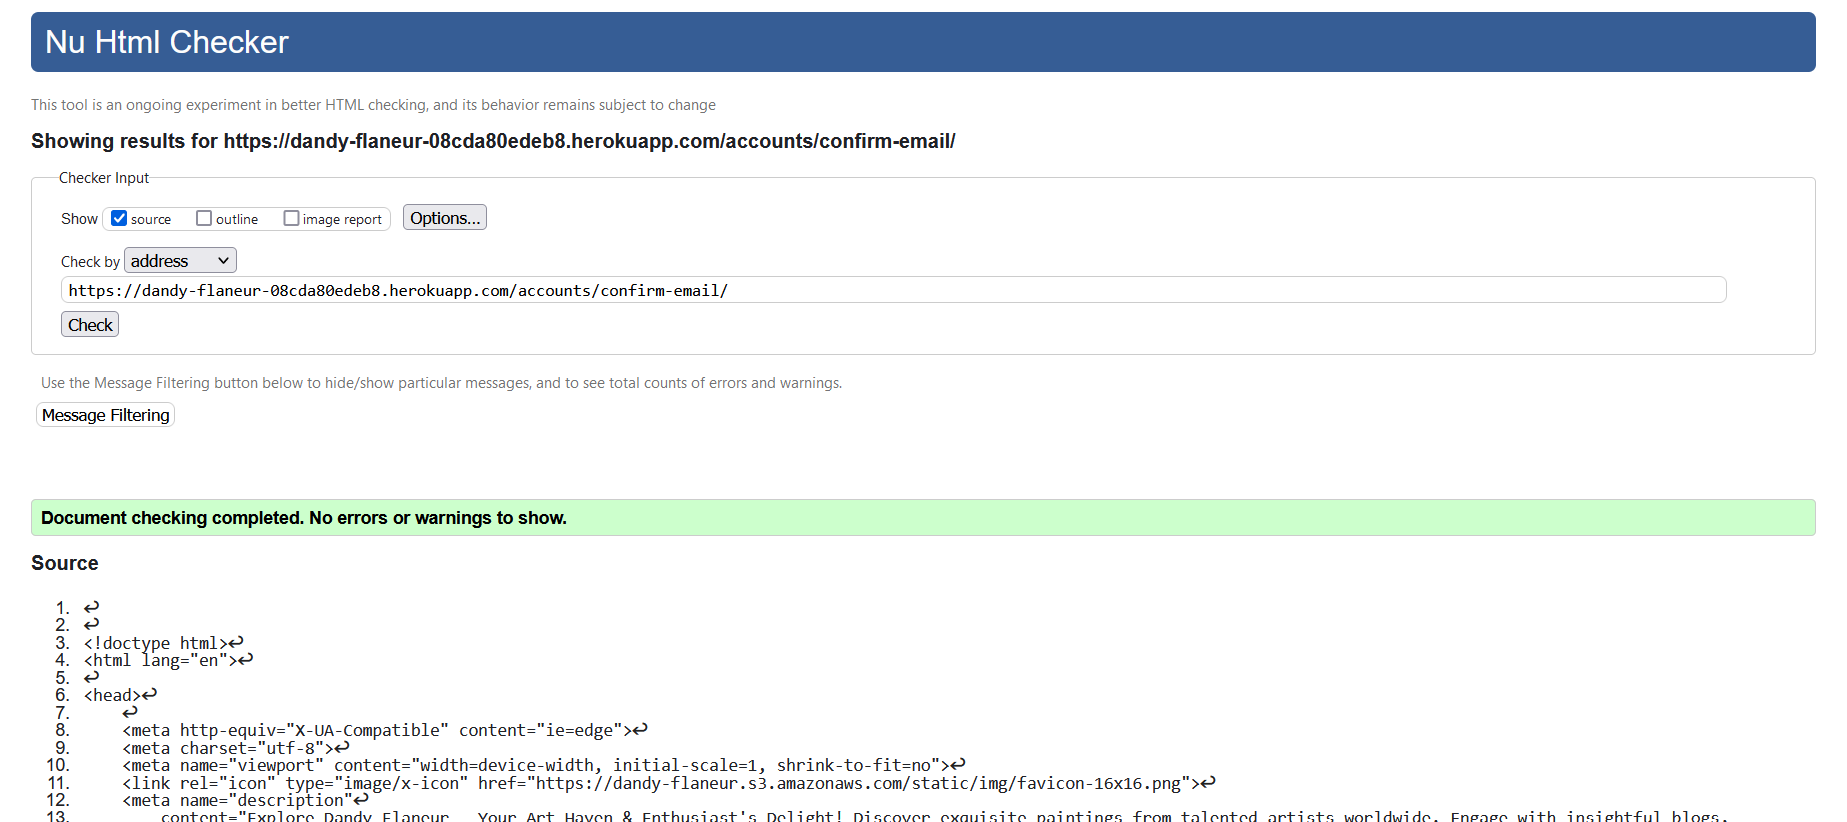 Nu Html Checker
This tool is an ongoing experiment in better HTML checking, and its behavior remains subject to change
Showing results for https://dandy-flaneur-08cda80edeb8.herokuapp.com/accounts/confirm-email/
Checker Input
Show source outline image report Options...
Check by address
https://dandy-flaneur-08cda80edeb8.herokuapp.com/accounts/confirm-email/
Check
Use the Message Filtering button below to hide/show particular messages, and to see total counts of errors and warnings.
Message Filtering
Document checking completed. No errors or warnings to show.
Source
1. ↩
2. ↩
3. <!doctype html>↩
4. <html lang="en">↩
5. ↩
6. <head>↩
7. ↩
8. <meta http-equiv="X-UA-Compatible" content="ie=edge">↩
9. <meta charset="utf-8">↩
10. <meta name="viewport" content="width=device-width, initial-scale=1, shrink-to-fit=no">↩
11. <link rel="icon" type="image/x-icon" href="https://dandy-flaneur.s3.amazonaws.com/static/img/favicon-16x16.png">↩
12. <meta name="description"↩
13. content="Explore Dandy Flaneur Your Art Haven & Enthusiast's Delight! Discover exquisite paintings from talented artists worldwide. Engage with insightful blogs.